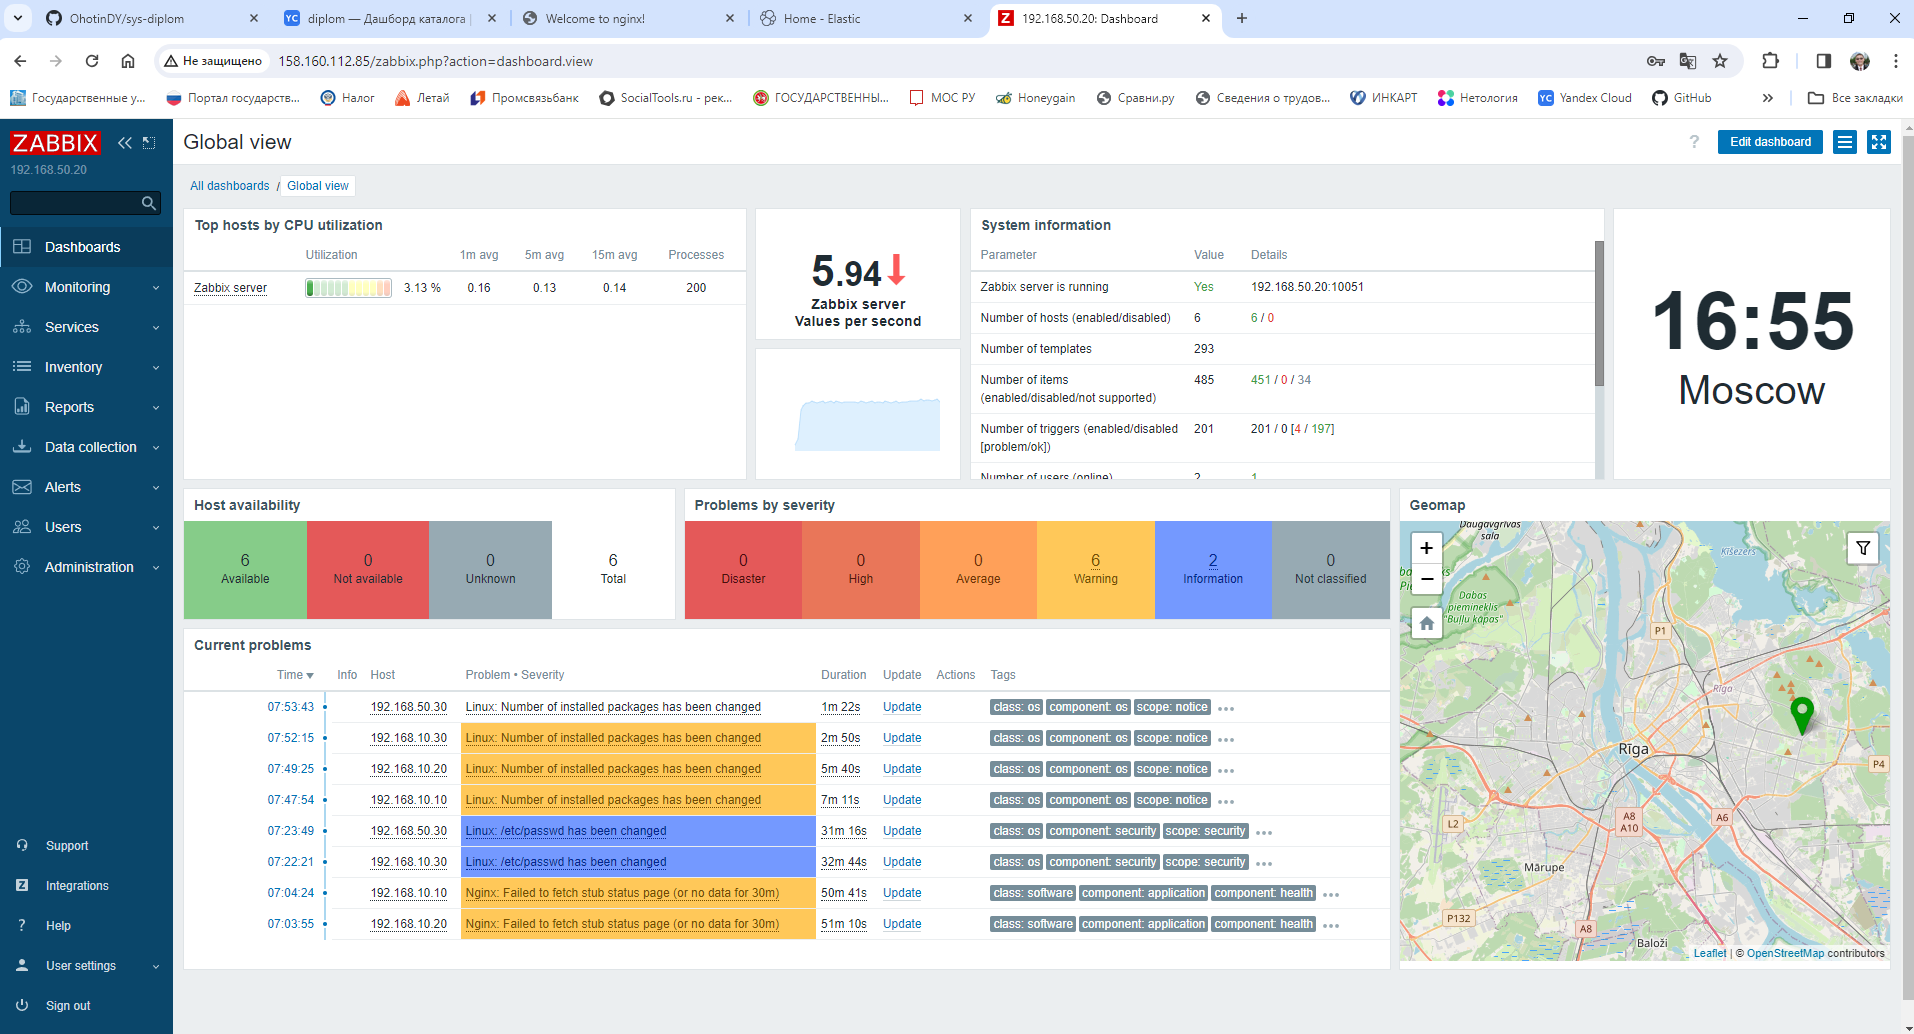 OhotinDY/sys-diplom
diplom — Дашборд каталога
Welcome to nginx!
Home - Elastic
192.168.50.20: Dashboard
Не защищено
158.160.112.85/zabbix.php?action=dashboard.view
Государственные у...
Портал государств...
Налог
Летай
Промсвязьбанк
SocialTools.ru - рек...
ГОСУДАРСТВЕННЫ...
МОС РУ
Honeygain
Сравни.ру
Сведения о трудов...
ИНКАРТ
Нетология
Yandex Cloud
GitHub
Все закладки
ZABBIX
192.168.50.20
Dashboards
Monitoring
Services
Inventory
Reports
Data collection
Alerts
Users
Administration
Support
Integrations
Help
User settings
Sign out
Global view
? Edit dashboard
All dashboards / Global view
Top hosts by CPU utilization
Utilization 1m avg 5m avg 15m avg Processes
Zabbix server 3.13 % 0.16 0.13 0.14 200
5.94
Zabbix server
Values per second
System information
Parameter Value Details
Zabbix server is running Yes 192.168.50.20:10051
Number of hosts (enabled/disabled) 6 6 / 0
Number of templates 293
Number of items (enabled/disabled/not supported) 485 451 / 0 / 34
Number of triggers (enabled/disabled [problem/ok]) 201 201 / 0 [4 / 197]
Number of users (online) 2 1
16:55
Moscow
Host availability
6 Available
0 Not available
0 Unknown
6 Total
Problems by severity
0 Disaster
0 High
0 Average
6 Warning
2 Information
0 Not classified
Current problems
Time Info Host Problem • Severity Duration Update Actions Tags
07:53:43 192.168.50.30 Linux: Number of installed packages has been changed 1m 22s Update class: os component: os scope: notice
07:52:15 192.168.10.30 Linux: Number of installed packages has been changed 2m 50s Update class: os component: os scope: notice
07:49:25 192.168.10.20 Linux: Number of installed packages has been changed 5m 40s Update class: os component: os scope: notice
07:47:54 192.168.10.10 Linux: Number of installed packages has been changed 7m 11s Update class: os component: os scope: notice
07:23:49 192.168.50.30 Linux: /etc/passwd has been changed 31m 16s Update class: os component: security scope: security
07:22:21 192.168.10.30 Linux: /etc/passwd has been changed 32m 44s Update class: os component: security scope: security
07:04:24 192.168.10.10 Nginx: Failed to fetch stub status page (or no data for 30m) 50m 41s Update class: software component: application component: health
07:03:55 192.168.10.20 Nginx: Failed to fetch stub status page (or no data for 30m) 51m 10s Update class: software component: application component: health
Geomap
+
−
Daugavgrīvas
sala
Ķīšezers
Dabas
piemineklis
"Buļļu kāpas"
P1
Rīga
Rīga
P4
L2
A8
A10
A6
Mārupe
P132
A8
Baloži
Leaflet | © OpenStreetMap contributors